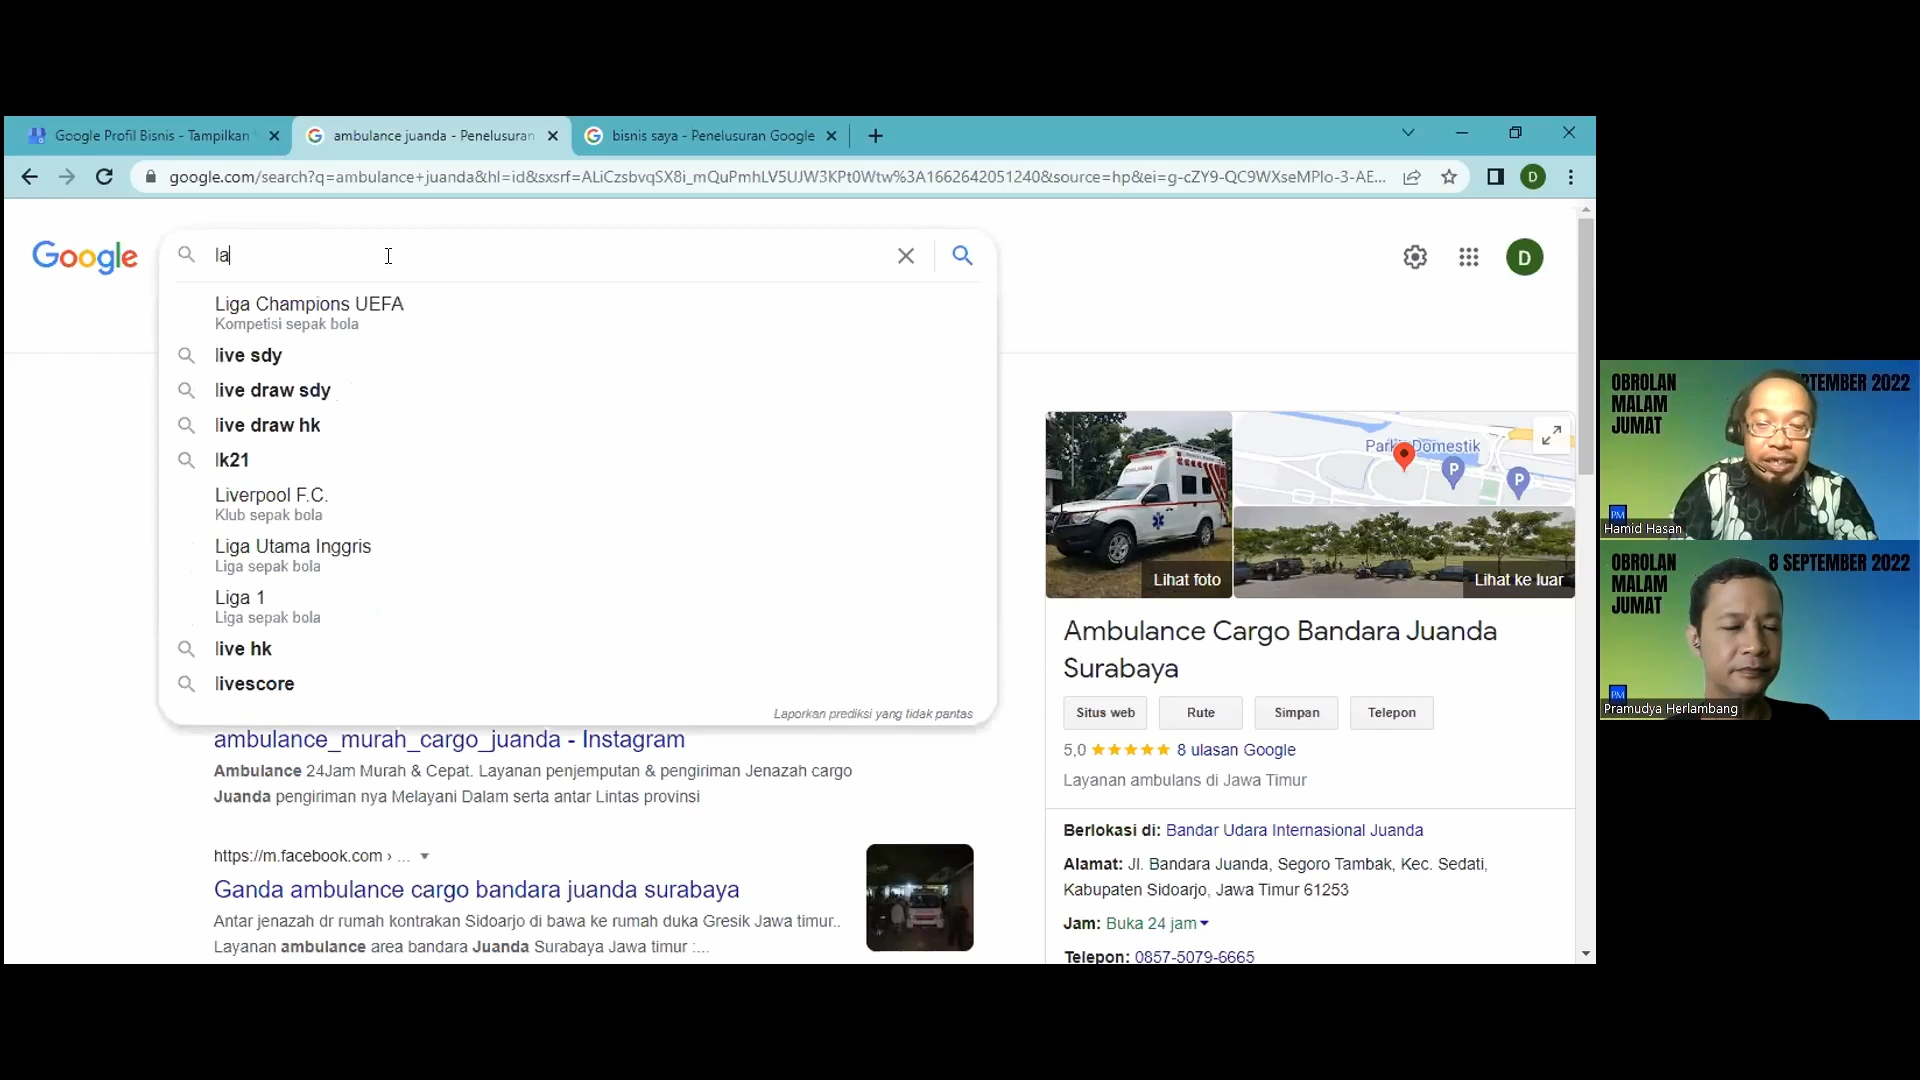 Google Profil Bisnis - Tampilkan
ambulance juanda - Penelusuran
bisnis saya - Penelusuran Google
google.com/search?q=ambulance+juanda&hl=id&sxsrf=ALiCzsbvqSX8i_mQuPmhLV5UJW3KPt0Wtw%3A1662642051240&source=hp&ei=g-cZY9-QC9WXseMPlo-3-AE...
D
Google
la
D
Liga Champions UEFA
Kompetisi sepak bola
live sdy
live draw sdy
live draw hk
lk21
Liverpool F.C.
Klub sepak bola
Liga Utama Inggris
Liga sepak bola
Liga 1
Liga sepak bola
live hk
livescore
Laporkan prediksi yang tidak pantas
ambulance_murah_cargo_juanda - Instagram
Ambulance 24Jam Murah & Cepat. Layanan penjemputan & pengiriman Jenazah cargo
Juanda pengiriman nya Melayani Dalam serta antar Lintas provinsi
https://m.facebook.com › ...
Ganda ambulance cargo bandara juanda surabaya
Antar jenazah dr rumah kontrakan Sidoarjo di bawa ke rumah duka Gresik Jawa timur..
Layanan ambulance area bandara Juanda Surabaya Jawa timur :...
Domestik
P
P
Lihat foto
Lihat ke luar
Ambulance Cargo Bandara Juanda
Surabaya
Situs web
Rute
Simpan
Telepon
5,0 8 ulasan Google
Layanan ambulans di Jawa Timur
Berlokasi di: Bandar Udara Internasional Juanda
Alamat: Jl. Bandara Juanda, Segoro Tambak, Kec. Sedati,
Kabupaten Sidoarjo, Jawa Timur 61253
Jam: Buka 24 jam
Telepon: 0857-5079-6665
OBROLAN
MALAM
JUMAT
2022
PM
Hamid Hasan
OBROLAN
MALAM
JUMAT
8 SEPTEMBER 2022
PM
Pramudya Herlambang